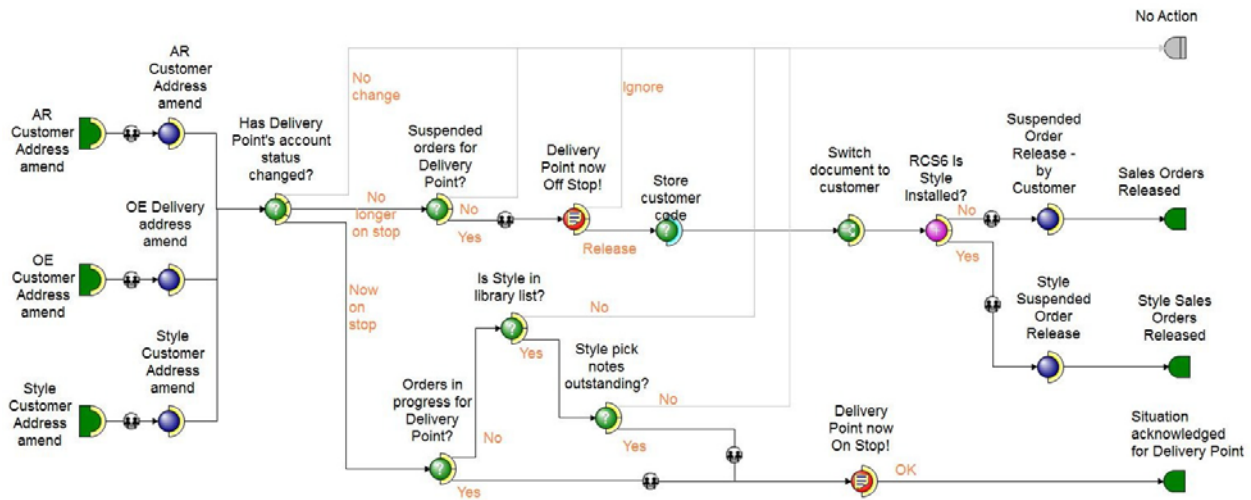 No Action
AR
Customer
Address
amend
AR
Customer
Address amend
No
change
Ignore
Has Delivery
Point's account
status
changed?
Suspended
orders for
Delivery
Point?
Delivery
Point now
Off Stop!
Store
customer
code
Switch
document to
customer
RCS6 Is
Style
Installed?
Suspended
Order
Release -
by
Customer
Sales Orders
Released
No
longer
on stop
No
Yes
Release
No
Yes
OE Delivery
address
amend
OE
Customer
Address
amend
Now
on
stop
Is Style in
library list?
No
Yes
Style
Suspended
Order
Release
Style Sales
Orders
Released
Style
Customer
Address
amend
Style
Customer
Address amend
Style pick
notes
outstanding?
No
Yes
Orders in
progress for
Delivery
Point?
No
Yes
Delivery
Point now
On Stop!
OK
Situation
acknowledged
for Delivery Point